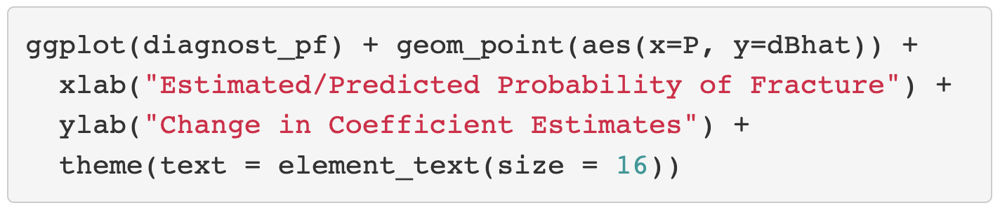 ggplot(diagnost_pf) + geom_point(aes(x=P, y=dBhat)) +
  xlab("Estimated/Predicted Probability of Fracture") +
  ylab("Change in Coefficient Estimates") +
  theme(text = element_text(size = 16))